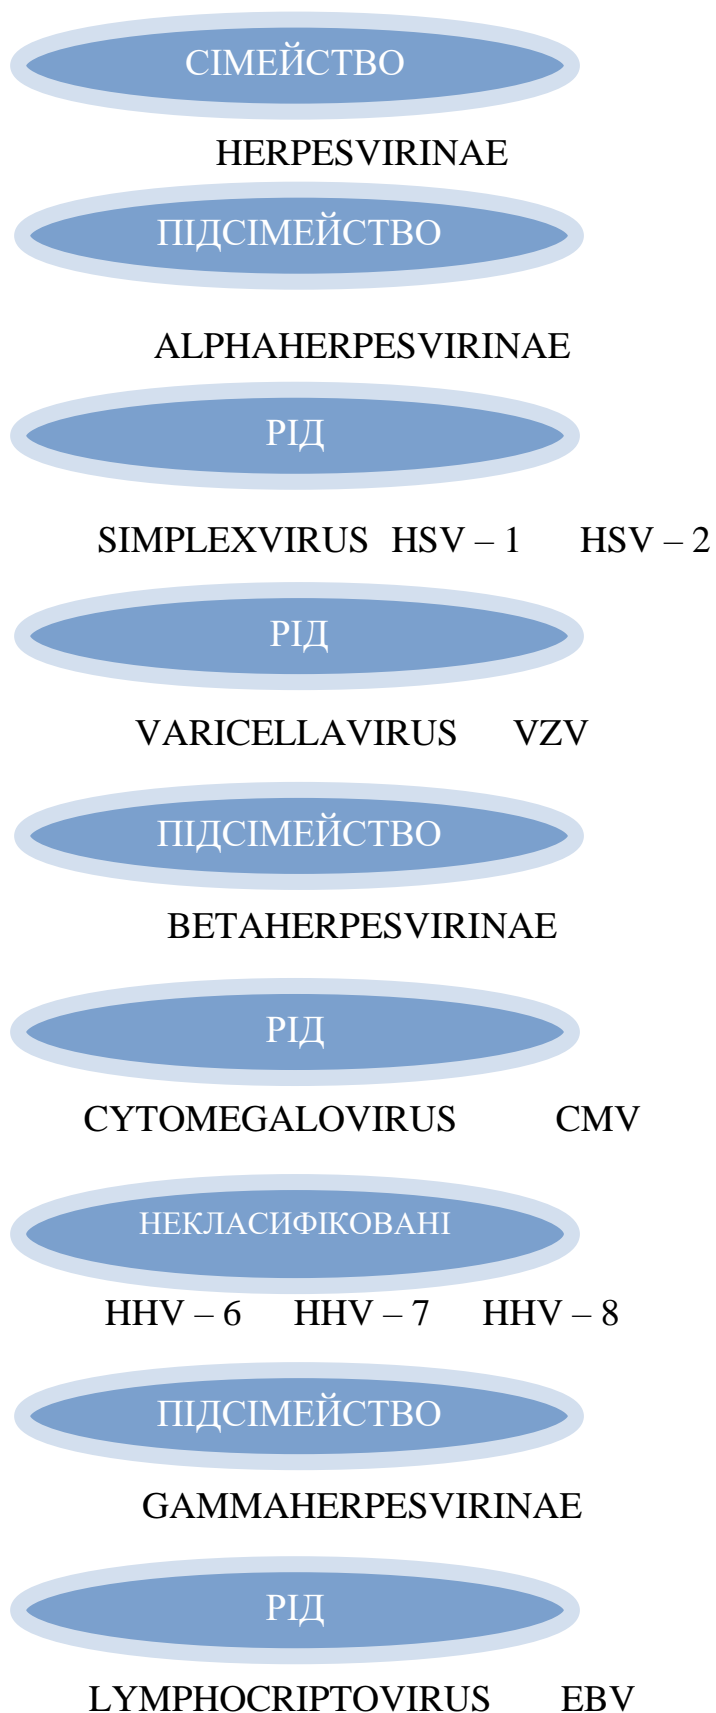 СІМЕЙСТВО
HERPESVIRINAE
ПІДСІМЕЙСТВО
ALPHAHERPESVIRINAE
РІД
SIMPLEXVIRUS HSV – 1 HSV – 2
РІД
VARICELLAVIRUS VZV
ПІДСІМЕЙСТВО
BETAHERPESVIRINAE
РІД
CYTOMEGALOVIRUS CMV
НЕКЛАСИФІКОВАНІ
HHV – 6 HHV – 7 HHV – 8
ПІДСІМЕЙСТВО
GAMMAHERPESVIRINAE
РІД
LYMPHOCRIPTOVIRUS EBV